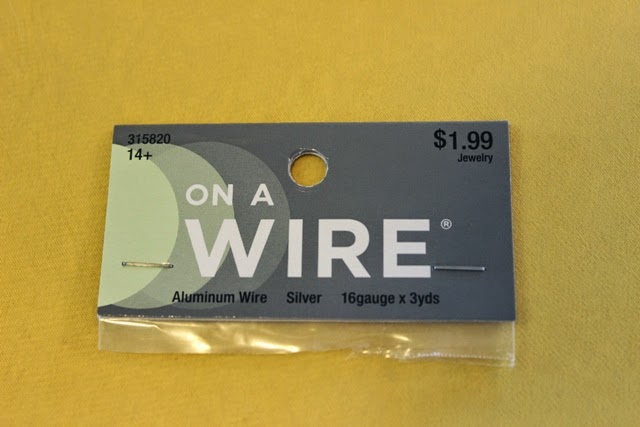 315820
14+
$1.99
Jewelry
ON A
WIRE®
Aluminum Wire Silver 16gauge x 3yds